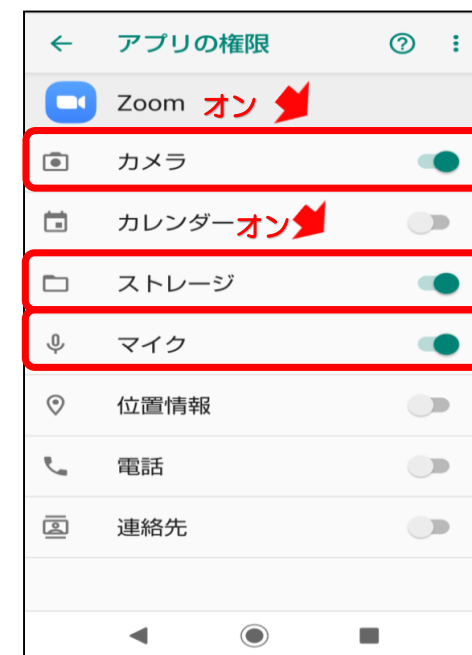 アプリの権限
Zoom オン
カメラ
カレンダーオン
ストレージ
マイク
位置情報
電話
連絡先